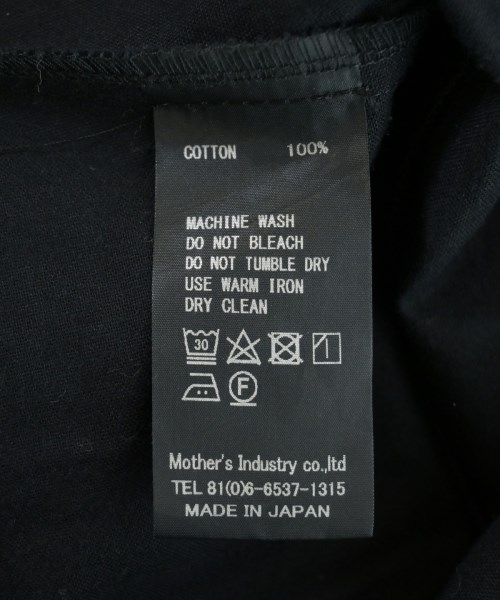 COTTON 100%
MACHINE WASH
DO NOT BLEACH
DO NOT TUMBLE DRY
USE WARM IRON
DRY CLEAN
30
F
Mother's Industry co.,ltd
TEL 81(0)6-6537-1315
MADE IN JAPAN